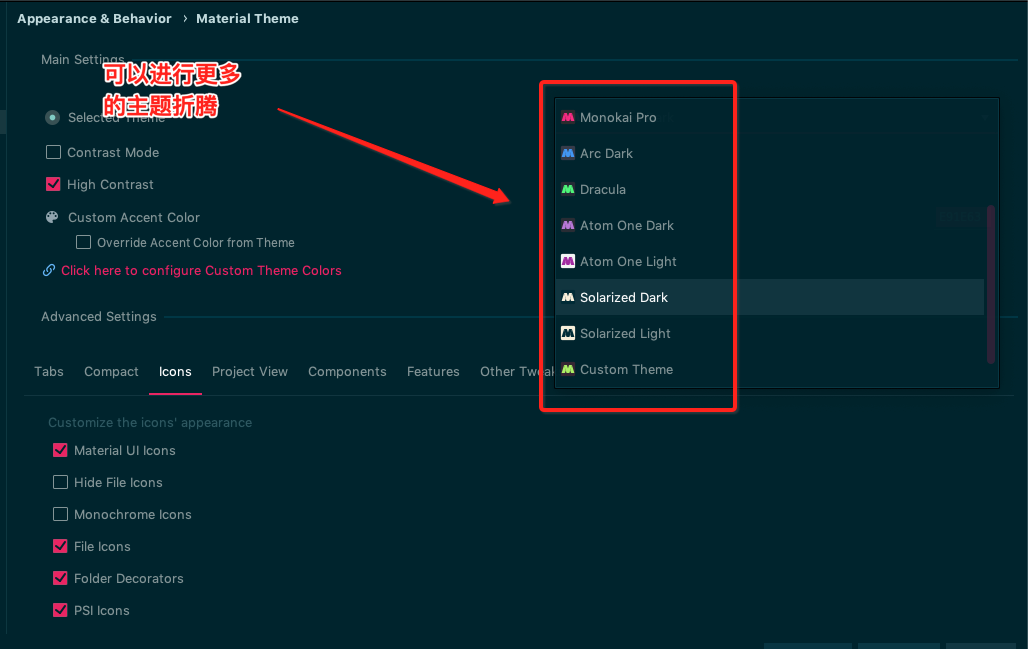 Appearance & Behavior › Material Theme
Main Settings
可以进行更多
的主题折腾
Selected Theme
Contrast Mode
High Contrast
Custom Accent Color
Override Accent Color from Theme
Click here to configure Custom Theme Colors
Monokai Pro
Arc Dark
Dracula
Atom One Dark
Atom One Light
Solarized Dark
Solarized Light
Custom Theme
Advanced Settings
Tabs Compact Icons Project View Components Features Other Tweak
Customize the icons' appearance
Material UI Icons
Hide File Icons
Monochrome Icons
File Icons
Folder Decorators
PSI Icons